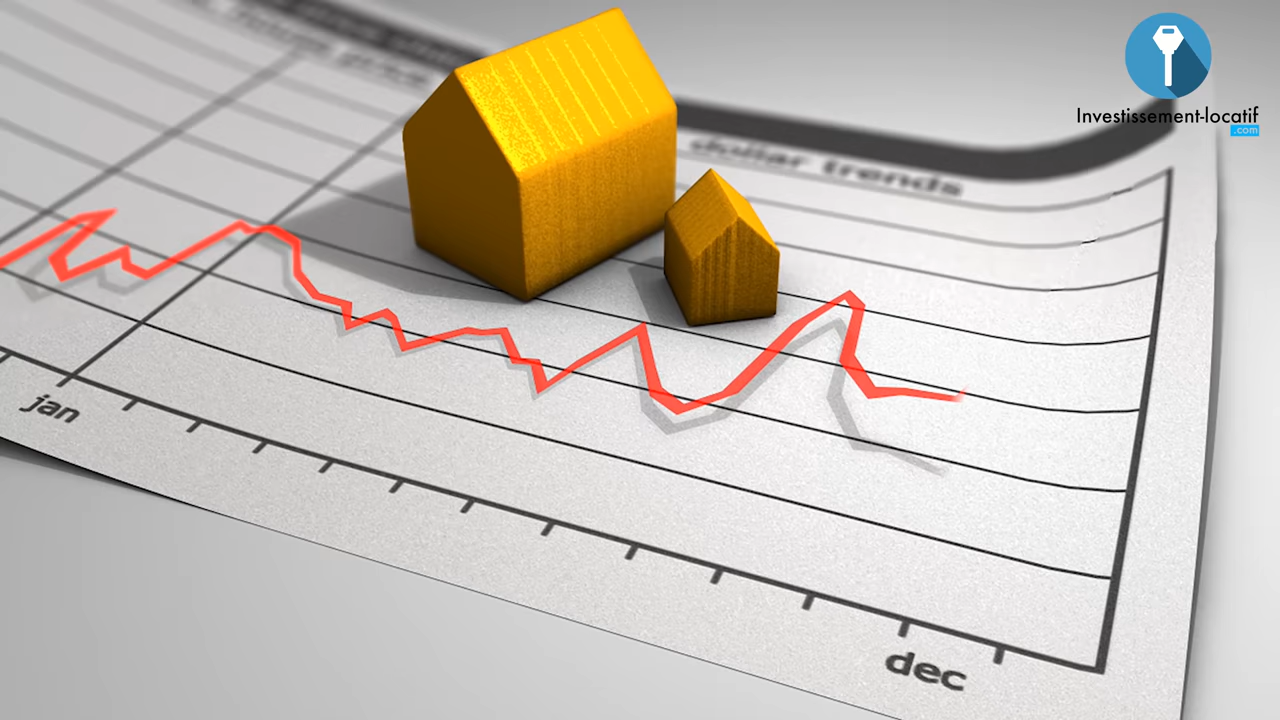 Investissement-locatif
.com
dollar trends
jan
dec